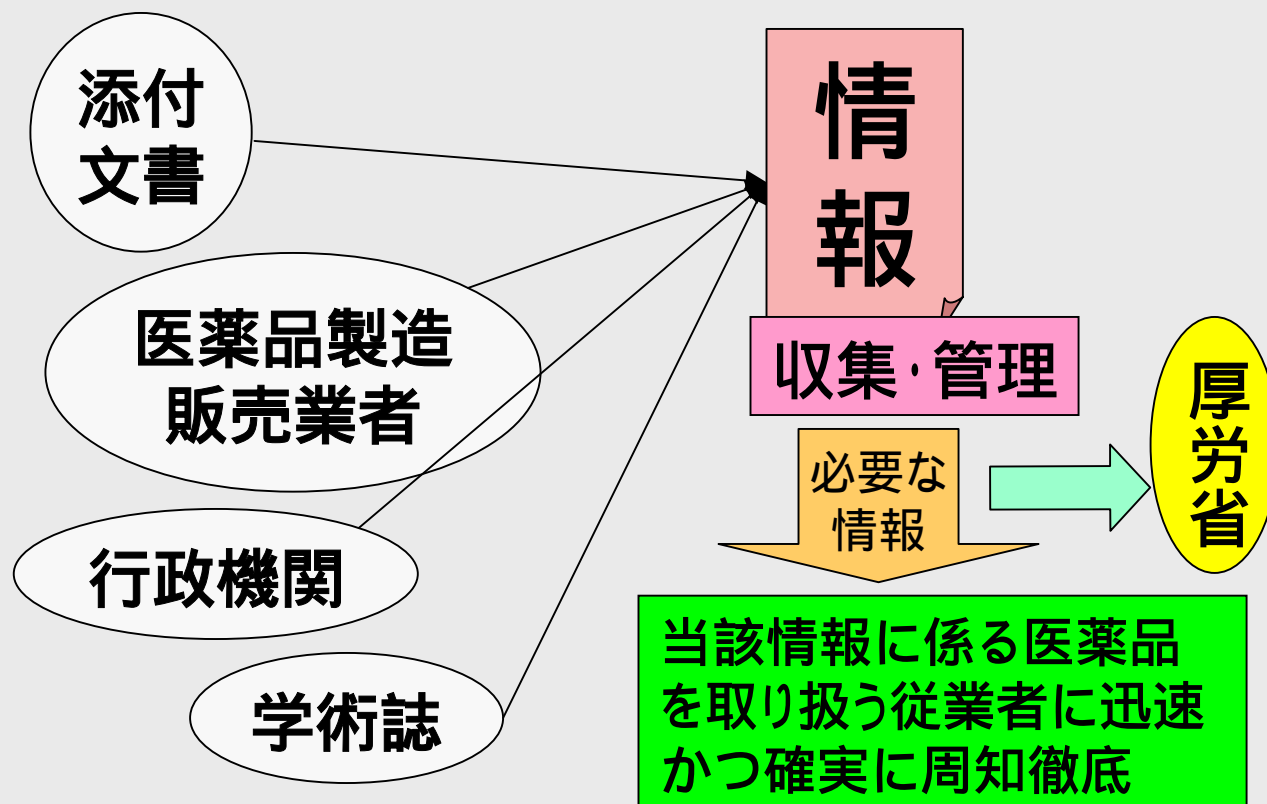 添付
文書
医薬品製造
販売業者
行政機関
学術誌
情
報
収集・管理
必要な
情報
厚労省
当該情報に係る医薬品
を取り扱う従業者に迅速
かつ確実に周知徹底